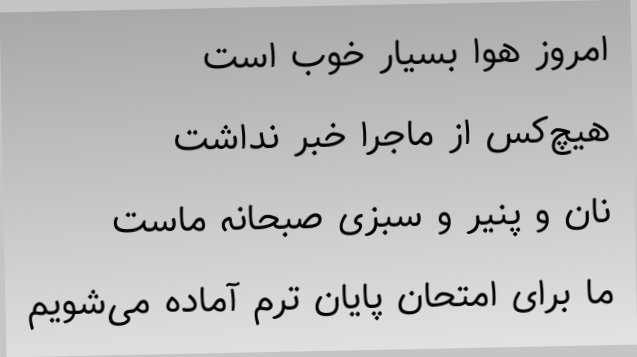 امروز هوا بسیار خوب است
هیچ‌کس از ماجرا خبر نداشت
نان و پنیر و سبزی صبحانه ماست
ما برای امتحان پایان ترم آماده می‌شویم